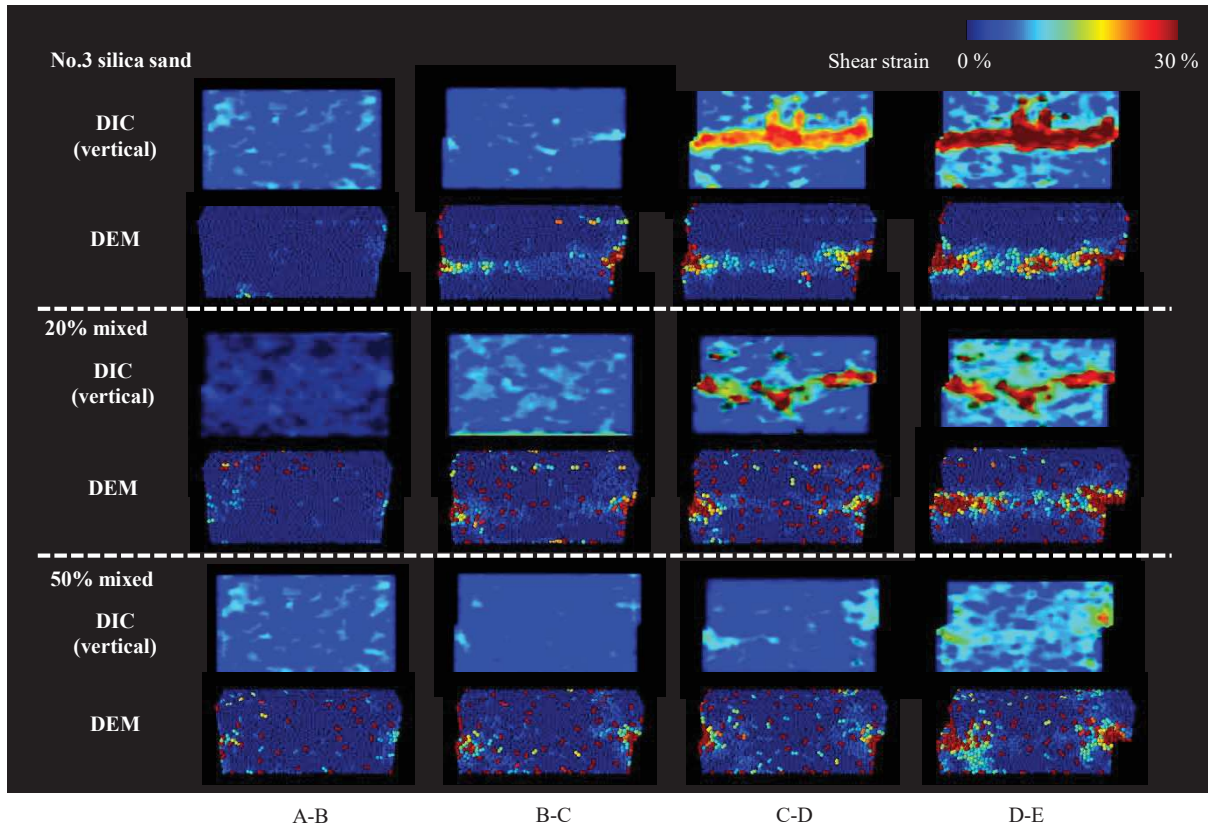 No.3 silica sand
Shear strain 0 % 30 %
DIC
(vertical)
DEM
20% mixed
DIC
(vertical)
DEM
50% mixed
DIC
(vertical)
DEM
A-B B-C C-D D-E